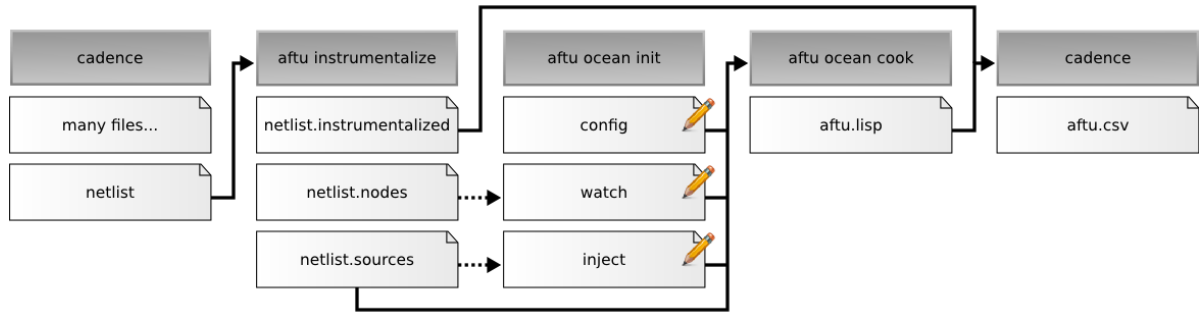 cadence
many files...
netlist
aftu instrumentalize
netlist.instrumentalized
netlist.nodes
netlist.sources
aftu ocean init
config
watch
inject
aftu ocean cook
aftu.lisp
cadence
aftu.csv